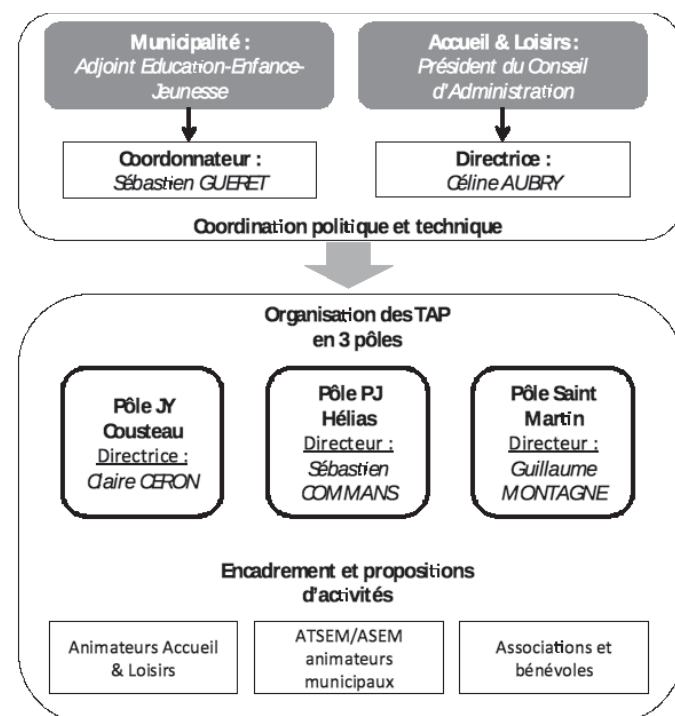 Municipalité :
Adjoint Education-Enfance-
Jeunesse
Accueil & Loisirs :
Président du Conseil
d'Administration
Coordonnateur :
Sébastien GUERET
Directrice :
Céline AUBRY
Coordination politique et technique
Organisation des TAP
en 3 pôles
Pôle JY
Cousteau
Directrice :
Claire CERON
Pôle PJ
Hélias
Directeur :
Sébastien
COMMANS
Pôle Saint
Martin
Directeur :
Guillaume
MONTAGNE
Encadrement et propositions
d'activités
Animateurs Accueil
& Loisirs
ATSEM/ASEM
animateurs
municipaux
Associations et
bénévoles